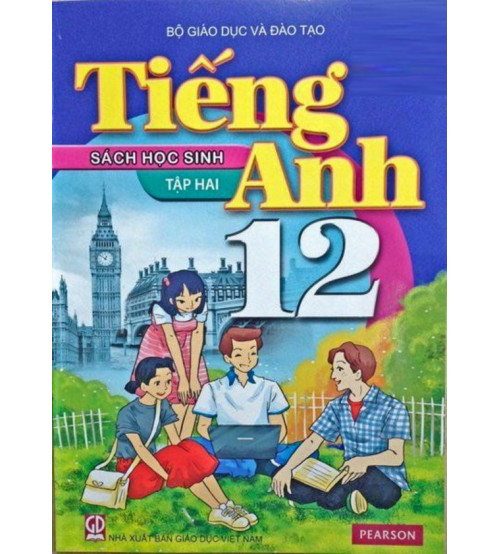 BỘ GIÁO DỤC VÀ ĐÀO TẠO
Tiếng
SÁCH HỌC SINH
Anh
TẬP HAI
12
GD
NHÀ XUẤT BẢN GIÁO DỤC VIỆT NAM
PEARSON